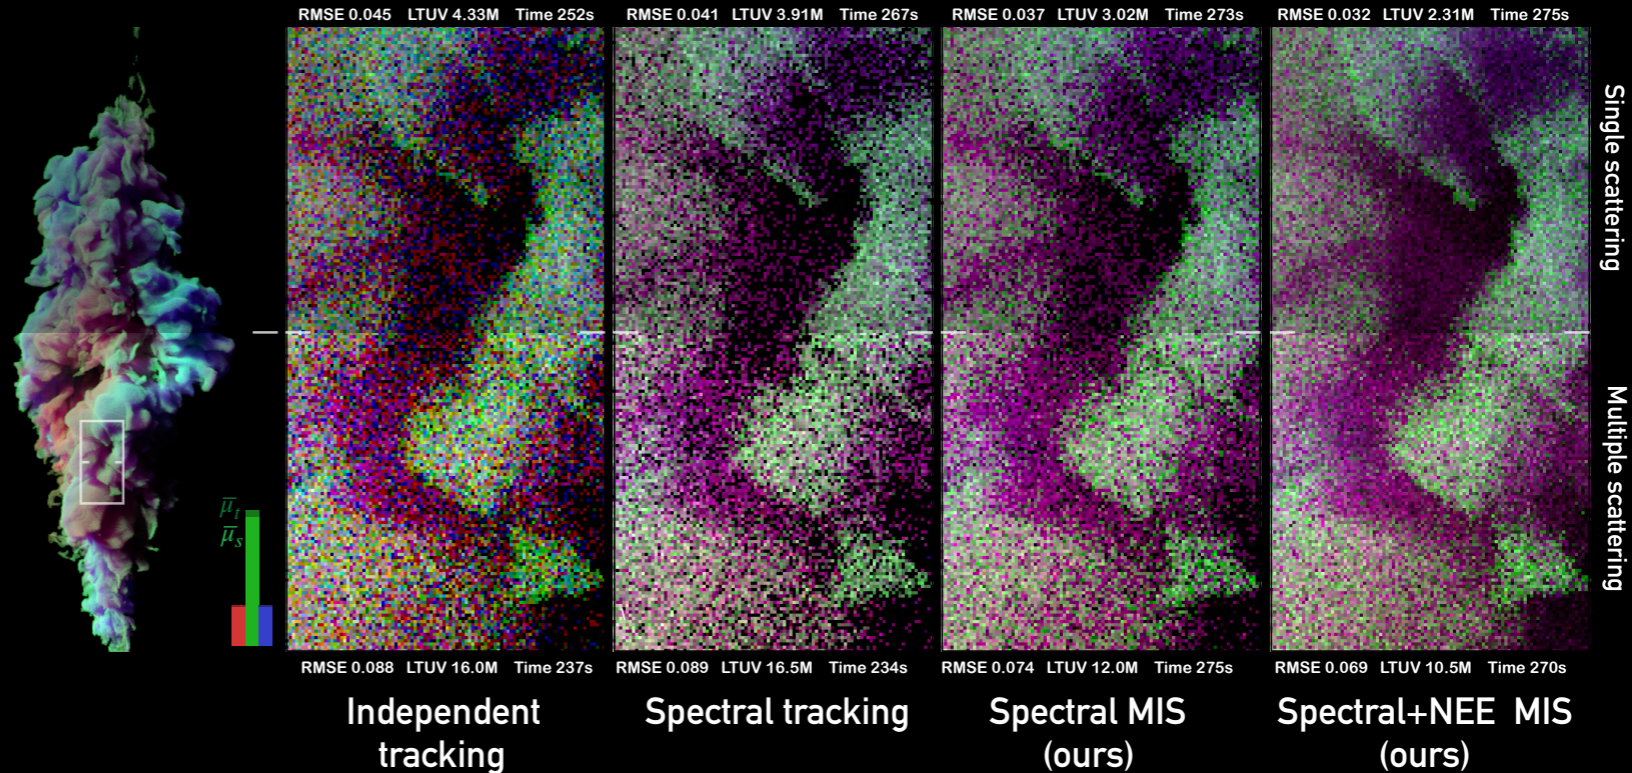 RMSE 0.045 LTUV 4.33M Time 252s
RMSE 0.041 LTUV 3.91M Time 267s
RMSE 0.037 LTUV 3.02M Time 273s
RMSE 0.032 LTUV 2.31M Time 275s
Single scattering
Multiple scattering
μ̄t
μ̄s
RMSE 0.088 LTUV 16.0M Time 237s
RMSE 0.089 LTUV 16.5M Time 234s
RMSE 0.074 LTUV 12.0M Time 275s
RMSE 0.069 LTUV 10.5M Time 270s
Independent
tracking
Spectral tracking
Spectral MIS
(ours)
Spectral+NEE MIS
(ours)